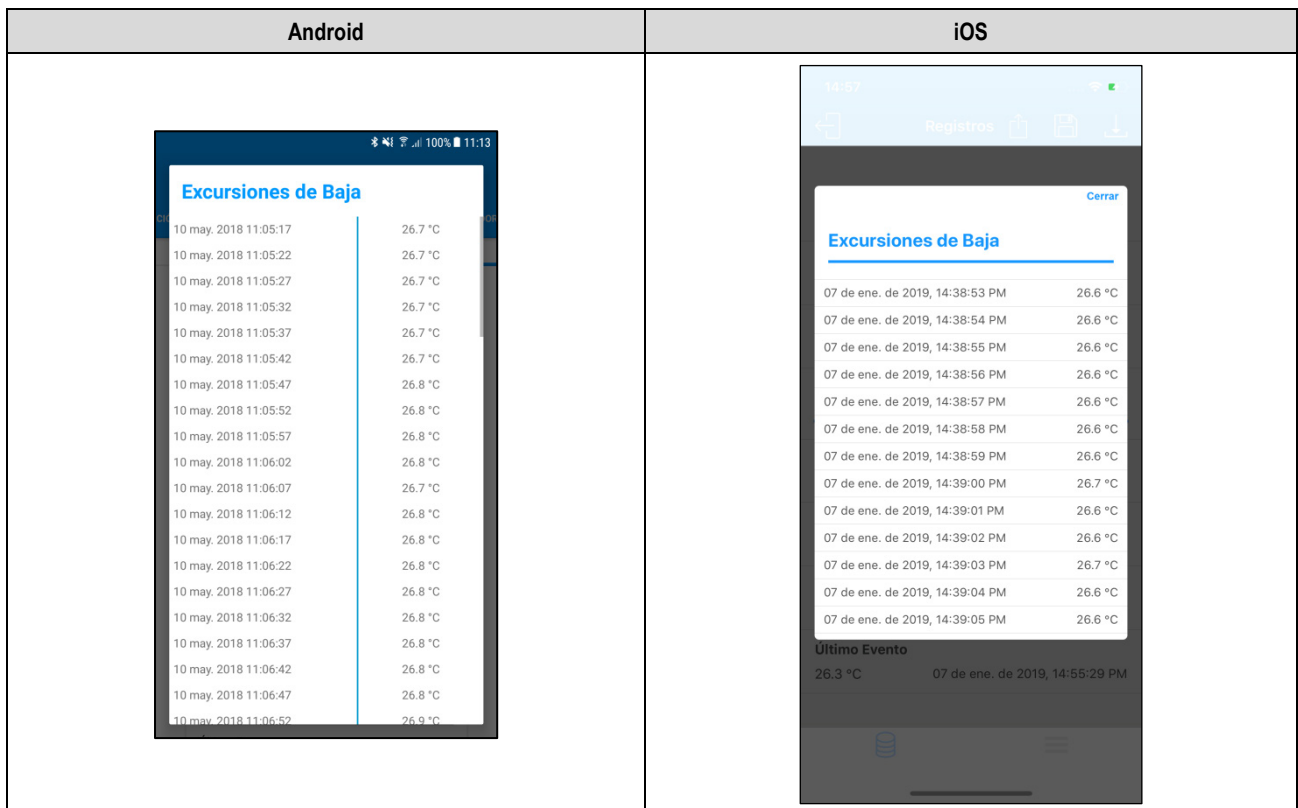 Android
iOS
100% 11:13
Excursiones de Baja
10 may. 2018 11:05:17 26.7 °C
10 may. 2018 11:05:22 26.7 °C
10 may. 2018 11:05:27 26.7 °C
10 may. 2018 11:05:32 26.7 °C
10 may. 2018 11:05:37 26.7 °C
10 may. 2018 11:05:42 26.7 °C
10 may. 2018 11:05:47 26.8 °C
10 may. 2018 11:05:52 26.8 °C
10 may. 2018 11:05:57 26.8 °C
10 may. 2018 11:06:02 26.8 °C
10 may. 2018 11:06:07 26.7 °C
10 may. 2018 11:06:12 26.8 °C
10 may. 2018 11:06:17 26.8 °C
10 may. 2018 11:06:22 26.8 °C
10 may. 2018 11:06:27 26.8 °C
10 may. 2018 11:06:32 26.8 °C
10 may. 2018 11:06:37 26.8 °C
10 may. 2018 11:06:42 26.8 °C
10 may. 2018 11:06:47 26.8 °C
10 may. 2018 11:06:52 26.9 °C
14:57
Registros
Cerrar
Excursiones de Baja
07 de ene. de 2019, 14:38:53 PM 26.6 °C
07 de ene. de 2019, 14:38:54 PM 26.6 °C
07 de ene. de 2019, 14:38:55 PM 26.6 °C
07 de ene. de 2019, 14:38:56 PM 26.6 °C
07 de ene. de 2019, 14:38:57 PM 26.6 °C
07 de ene. de 2019, 14:38:58 PM 26.6 °C
07 de ene. de 2019, 14:38:59 PM 26.6 °C
07 de ene. de 2019, 14:39:00 PM 26.7 °C
07 de ene. de 2019, 14:39:01 PM 26.6 °C
07 de ene. de 2019, 14:39:02 PM 26.6 °C
07 de ene. de 2019, 14:39:03 PM 26.7 °C
07 de ene. de 2019, 14:39:04 PM 26.6 °C
07 de ene. de 2019, 14:39:05 PM 26.6 °C
Último Evento
26.3 °C 07 de ene. de 2019, 14:55:29 PM